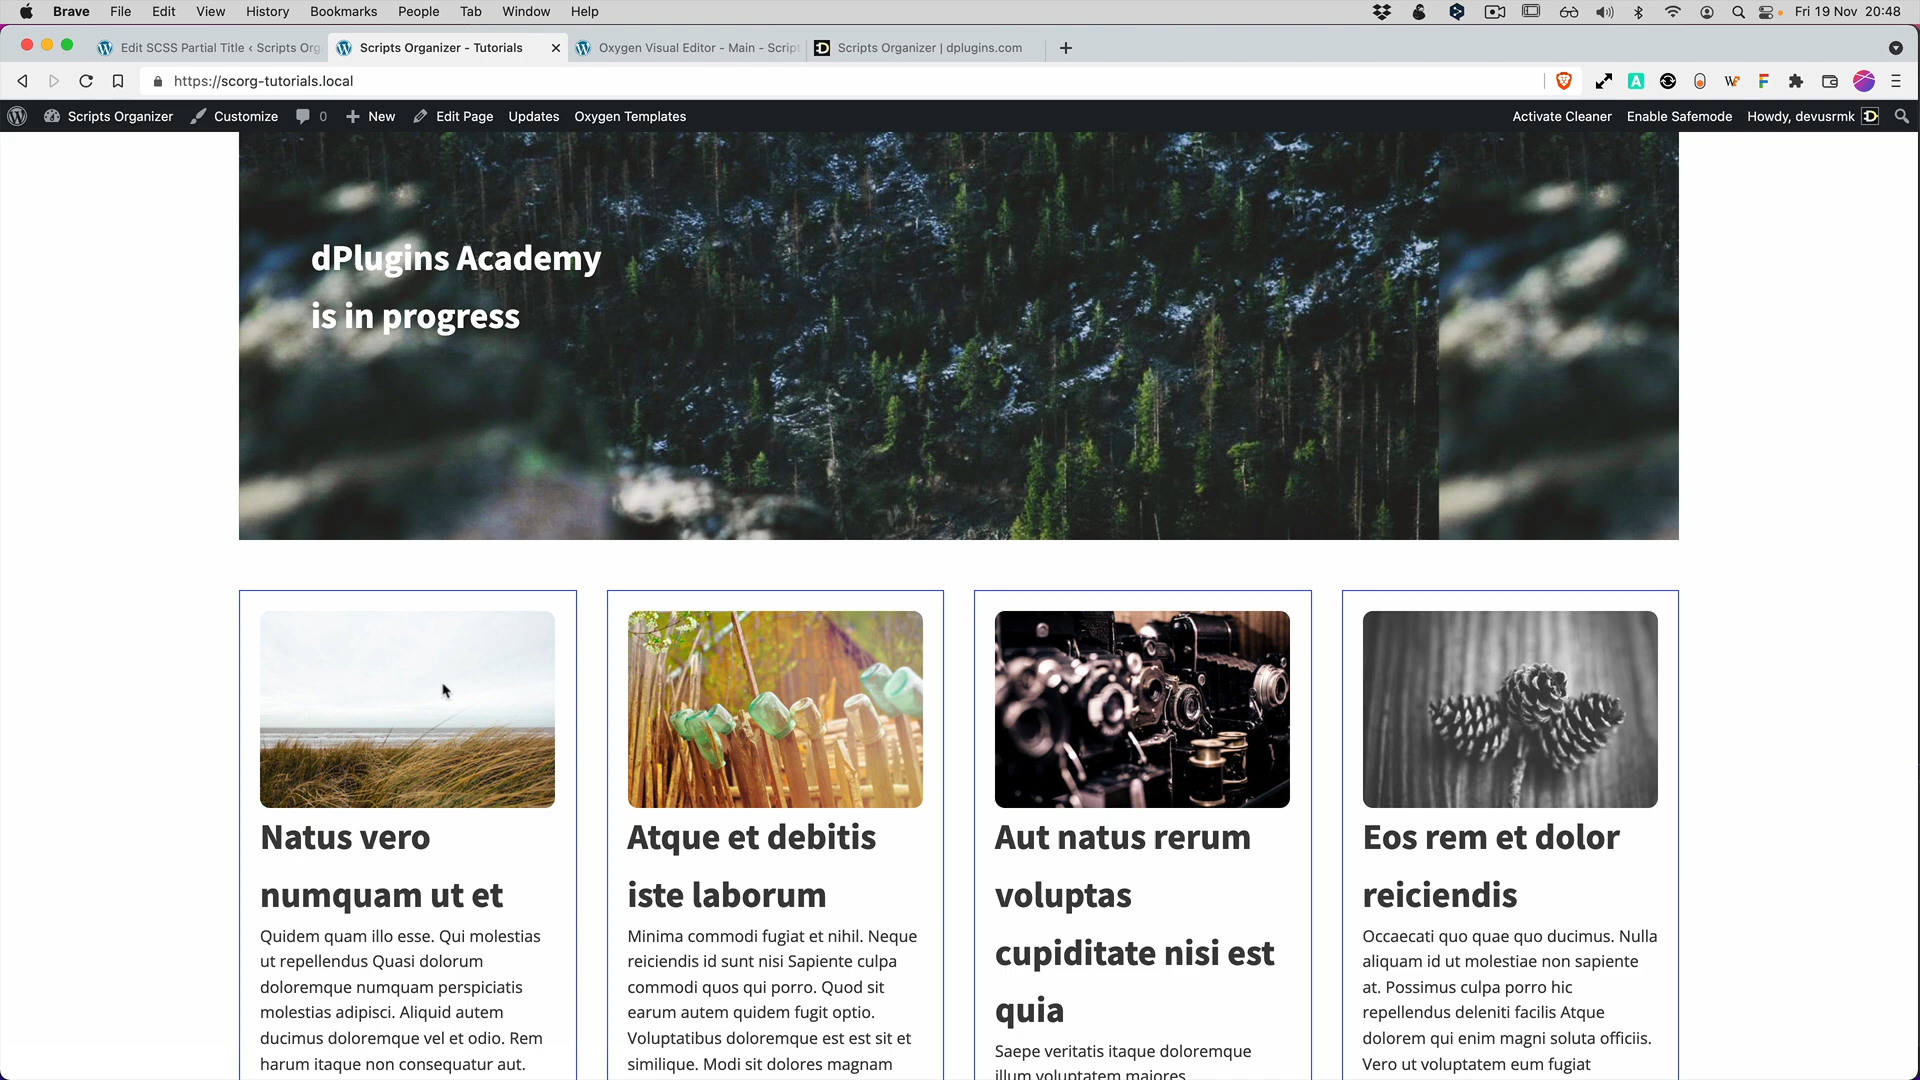 Brave File Edit View History Bookmarks People Tab Window Help Fri 19 Nov 20:48
Edit SCSS Partial Title ‹ Scripts Org
Scripts Organizer - Tutorials
Oxygen Visual Editor - Main - Script
Scripts Organizer | dplugins.com
https://scorg-tutorials.local
Scripts Organizer Customize 0 New Edit Page Updates Oxygen Templates Activate Cleaner Enable Safemode Howdy, devusrmk
dPlugins Academy
is in progress
Natus vero
numquam ut et
Quidem quam illo esse. Qui molestias
ut repellendus Quasi dolorum
doloremque numquam perspiciatis
molestias adipisci. Aliquid autem
ducimus doloremque vel et odio. Rem
harum itaque non consequatur aut.
Atque et debitis
iste laborum
Minima commodi fugiat et nihil. Neque
reiciendis id sunt nisi Sapiente culpa
commodi quos qui porro. Quod sit
earum autem quidem fugit optio.
Voluptatibus doloremque est est sit et
similique. Modi sit dolores magnam
Aut natus rerum
voluptas
cupiditate nisi est
quia
Saepe veritatis itaque doloremque
illum voluptatem maiores
Eos rem et dolor
reiciendis
Occaecati quo quae quo ducimus. Nulla
aliquam id ut molestiae non sapiente
at. Possimus culpa porro hic
repellendus deleniti facilis Atque
dolorem qui enim magni soluta officiis.
Vero ut voluptatem eum fugiat